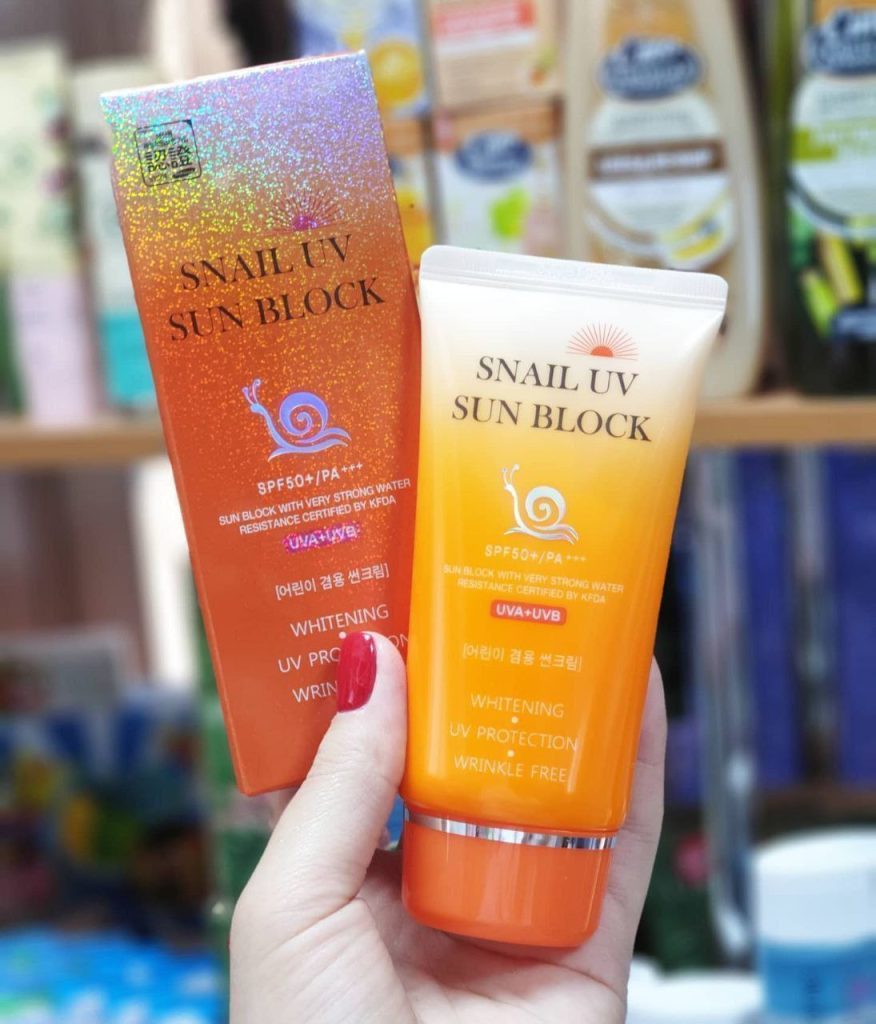 SNAIL UV
SUN BLOCK
SPF50+/PA+++
SUN BLOCK WITH VERY STRONG WATER
RESISTANCE CERTIFIED BY KFDA
UVA+UVB
[어린이 겸용 썬크림]
WHITENING
UV PRO
WRIN
SNAIL UV
SUN BLOCK
SPF50+/PA+++
SUN BLOCK WITH VERY STRONG WATER
RESISTANCE CERTIFIED BY KFDA
UVA+UVB
[어린이 겸용 썬크림]
WHITENING
UV PROTECTION
WRINKLE FREE